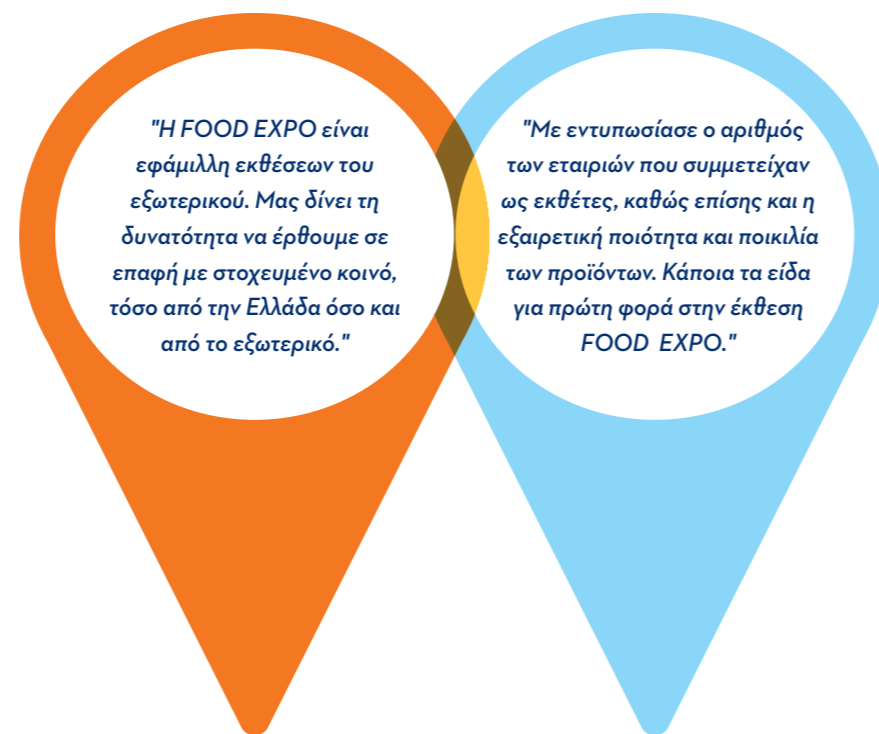 "Η FOOD EXPO είναι
εφάμιλλη εκθέσεων του
εξωτερικού. Μας δίνει τη
δυνατότητα να έρθουμε σε
επαφή με στοχευμένο κοινό,
τόσο από την Ελλάδα όσο και
από το εξωτερικό."
"Με εντυπωσίασε ο αριθμός
των εταιριών που συμμετείχαν
ως εκθέτες, καθώς επίσης και η
εξαιρετική ποιότητα και ποικιλία
των προϊόντων. Κάποια τα είδα
για πρώτη φορά στην έκθεση
FOOD EXPO."